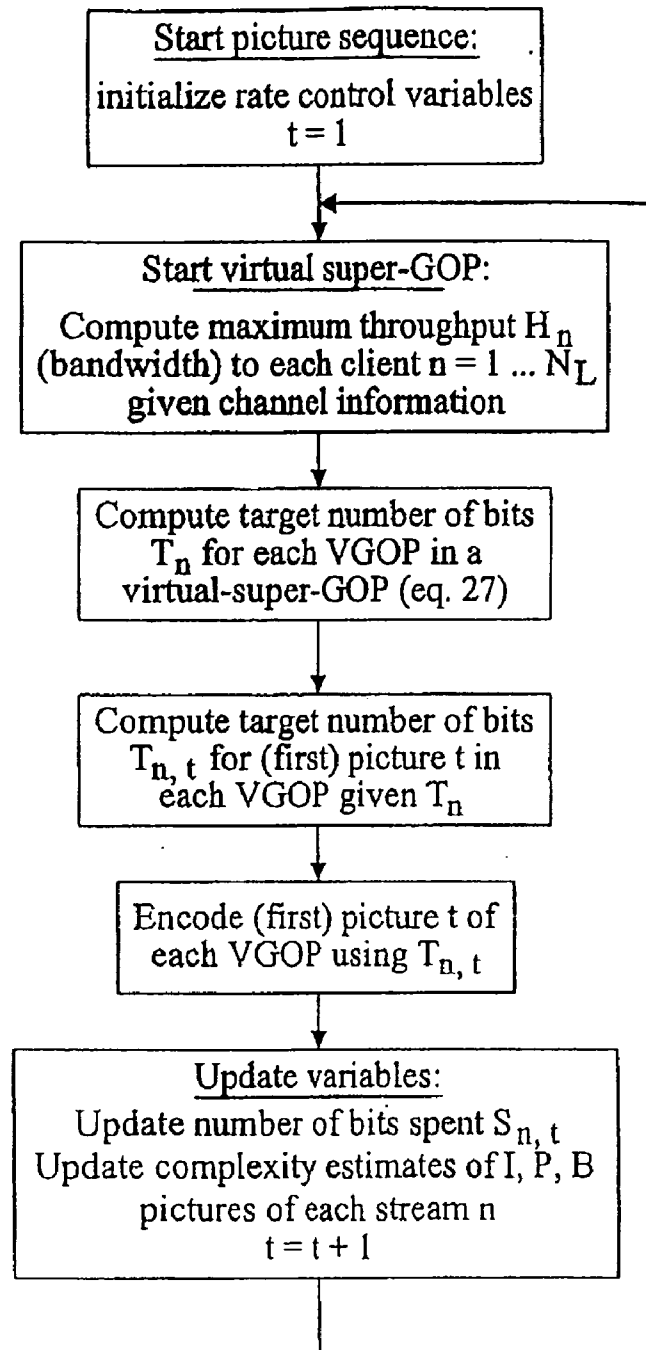 Start picture sequence:
initialize rate control variables
t = 1
Start virtual super-GOP:
Compute maximum throughput H_n
(bandwidth) to each client n = 1 ... N_L
given channel information
Compute target number of bits
T_n for each VGOP in a
virtual-super-GOP (eq. 27)
Compute target number of bits
T_n, t for (first) picture t in
each VGOP given T_n
Encode (first) picture t of
each VGOP using T_n, t
Update variables:
Update number of bits spent S_n, t
Update complexity estimates of I, P, B
pictures of each stream n
t = t + 1